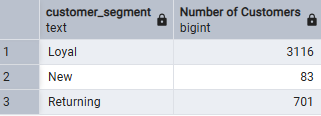 customer_segment Number of Customers
text bigint
1 Loyal 3116
2 New 83
3 Returning 701